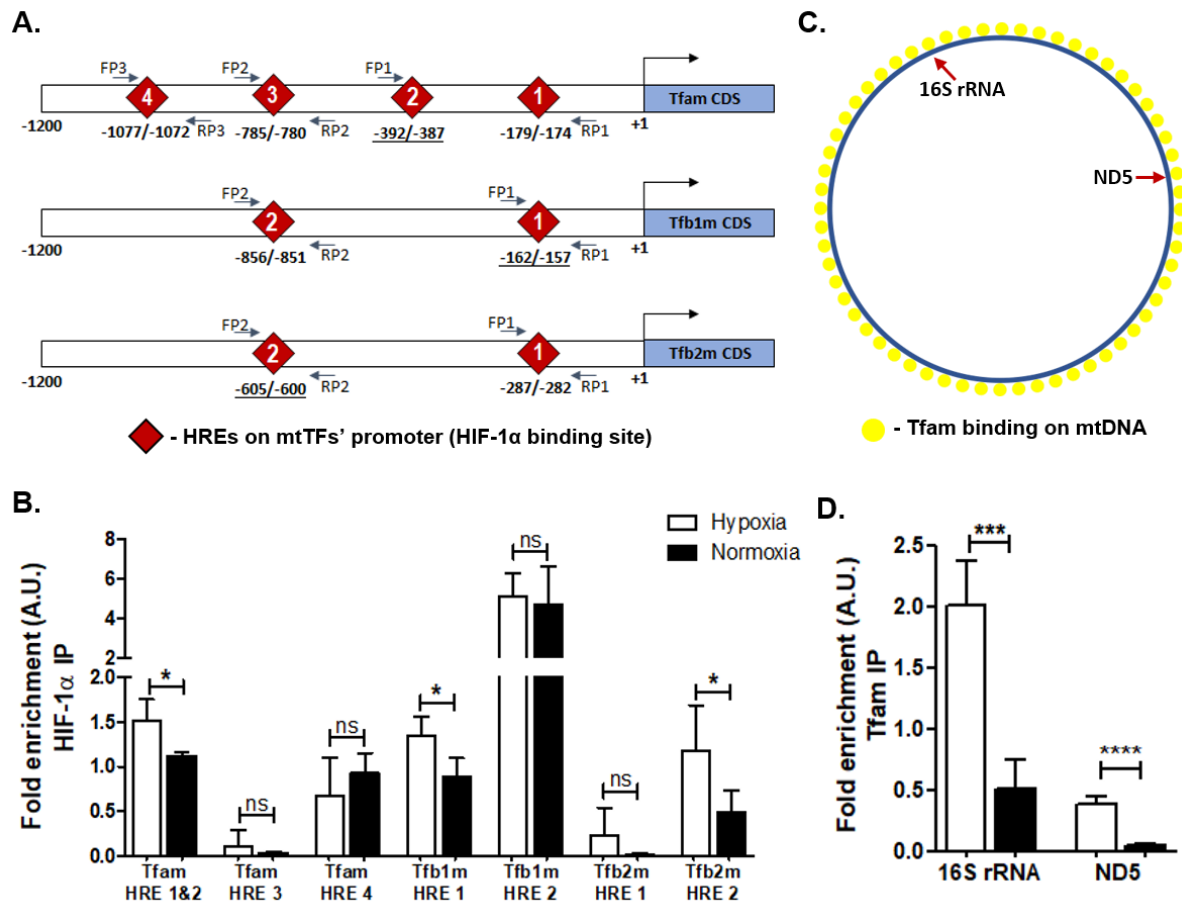 A.
FP3 FP2 FP1
4 3 2 1 Tfam CDS
-1200 -1077/-1072 RP3 -785/-780 RP2 -392/-387 -179/-174 RP1 +1
FP2 FP1
2 1 Tfb1m CDS
-1200 -856/-851 RP2 -162/-157 RP1 +1
FP2 FP1
2 1 Tfb2m CDS
-1200 -605/-600 RP2 -287/-282 RP1 +1
- HREs on mtTFs' promoter (HIF-1α binding site)
C.
16S rRNA
ND5
- Tfam binding on mtDNA
B.
Fold enrichment (A.U.)
HIF-1α IP
8
6
4
2
2.0
1.5
1.0
0.5
0.0
Hypoxia
Normoxia
* ns ns * ns ns *
Tfam Tfam Tfam Tfb1m Tfb1m Tfb2m Tfb2m
HRE 1&2 HRE 3 HRE 4 HRE 1 HRE 2 HRE 1 HRE 2
D.
Fold enrichment (A.U.)
Tfam IP
2.5
2.0
1.5
1.0
0.5
0.0
*** ****
16S rRNA ND5